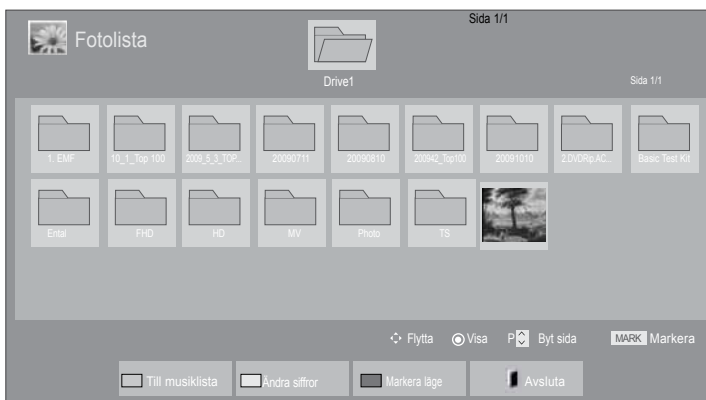 Sida 1/1
Fotolista
Drive1
Sida 1/1
1. EMF
10_1_Top 100
2009_5_3_TOP...
20090711
20090810
200942_Top100
20091010
2.DVDRip.AC...
Basic Test Kit
Ental
FHD
HD
MV
Photo
TS
Flytta
Visa
P Byt sida
MARK Markera
Till musiklista
Ändra siffror
Markera läge
Avsluta